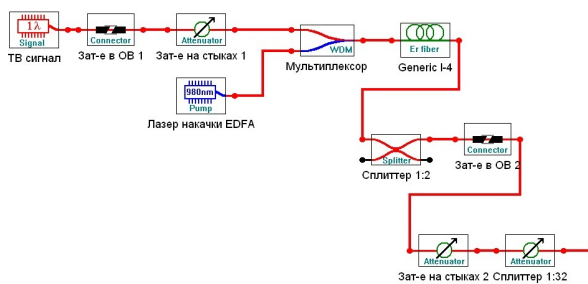 1λ
Signal
ТВ сигнал
Connector
Зат-е в ОВ 1
Attenuator
Зат-е на стыках 1
WDM
Мультиплексор
Er fiber
Generic I-4
980nm
Pump
Лазер накачки EDFA
Splitter
Сплиттер 1:2
Connector
Зат-е в ОВ 2
Attenuator
Зат-е на стыках 2
Attenuator
Сплиттер 1:32